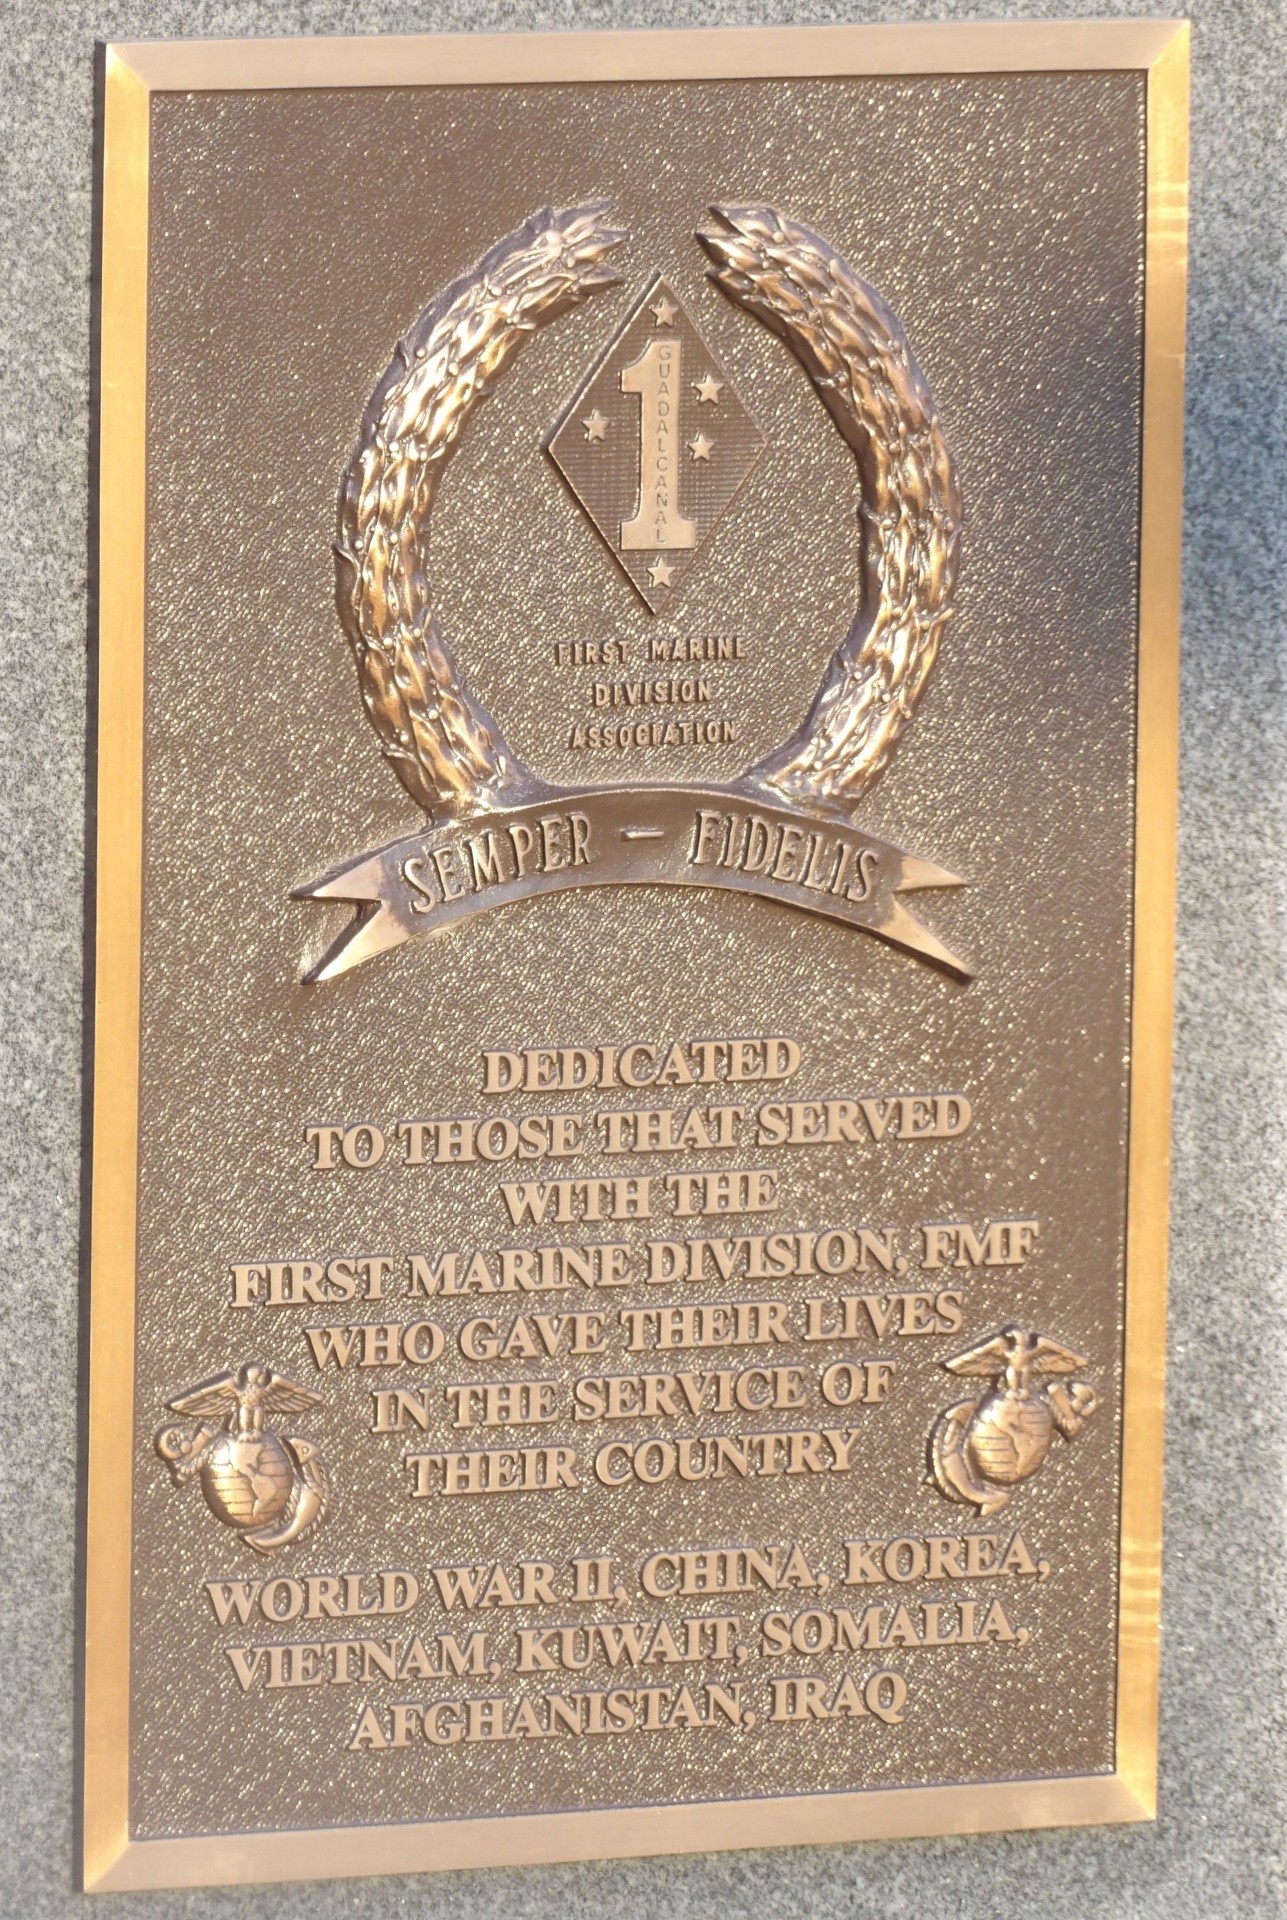 GUADALCANAL
1
FIRST MARINE
DIVISION
ASSOCIATION
SEMPER - FIDELIS
DEDICATED
TO THOSE THAT SERVED
WITH THE
FIRST MARINE DIVISION, FMF
WHO GAVE THEIR LIVES
IN THE SERVICE OF
THEIR COUNTRY
WORLD WAR II, CHINA, KOREA,
VIETNAM, KUWAIT, SOMALIA,
AFGHANISTAN, IRAQ